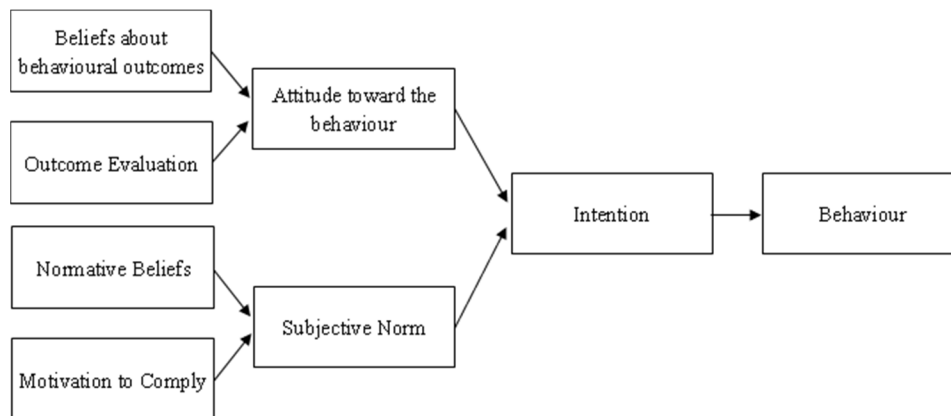 Beliefs about
behavioural outcomes
Attitude toward the
behaviour
Outcome Evaluation
Intention
Behaviour
Normative Beliefs
Subjective Norm
Motivation to Comply